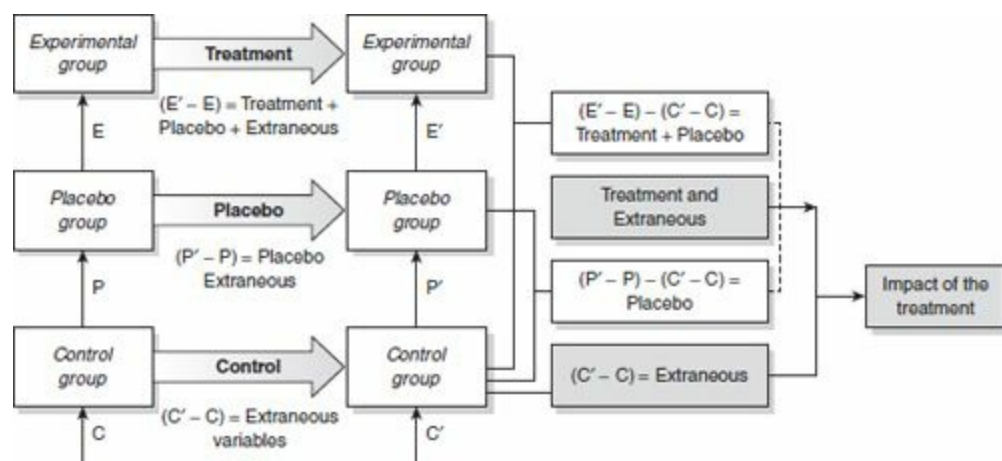 Experimental
group
Treatment
Experimental
group
(E′ – E) = Treatment +
Placebo + Extraneous
E
E′
(E′ – E) – (C′ – C) =
Treatment + Placebo
Placebo
group
Placebo
Placebo
group
Treatment and
Extraneous
(P′ – P) = Placebo
Extraneous
P
P′
(P′ – P) – (C′ – C) =
Placebo
Impact of the
treatment
Control
group
Control
Control
group
(C′ – C) = Extraneous
(C′ – C) = Extraneous
variables
C
C′